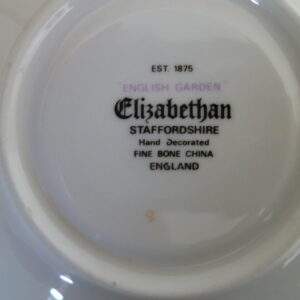 EST. 1875
"ENGLISH GARDEN"
Elizabethan
STAFFORDSHIRE
Hand Decorated
FINE BONE CHINA
ENGLAND